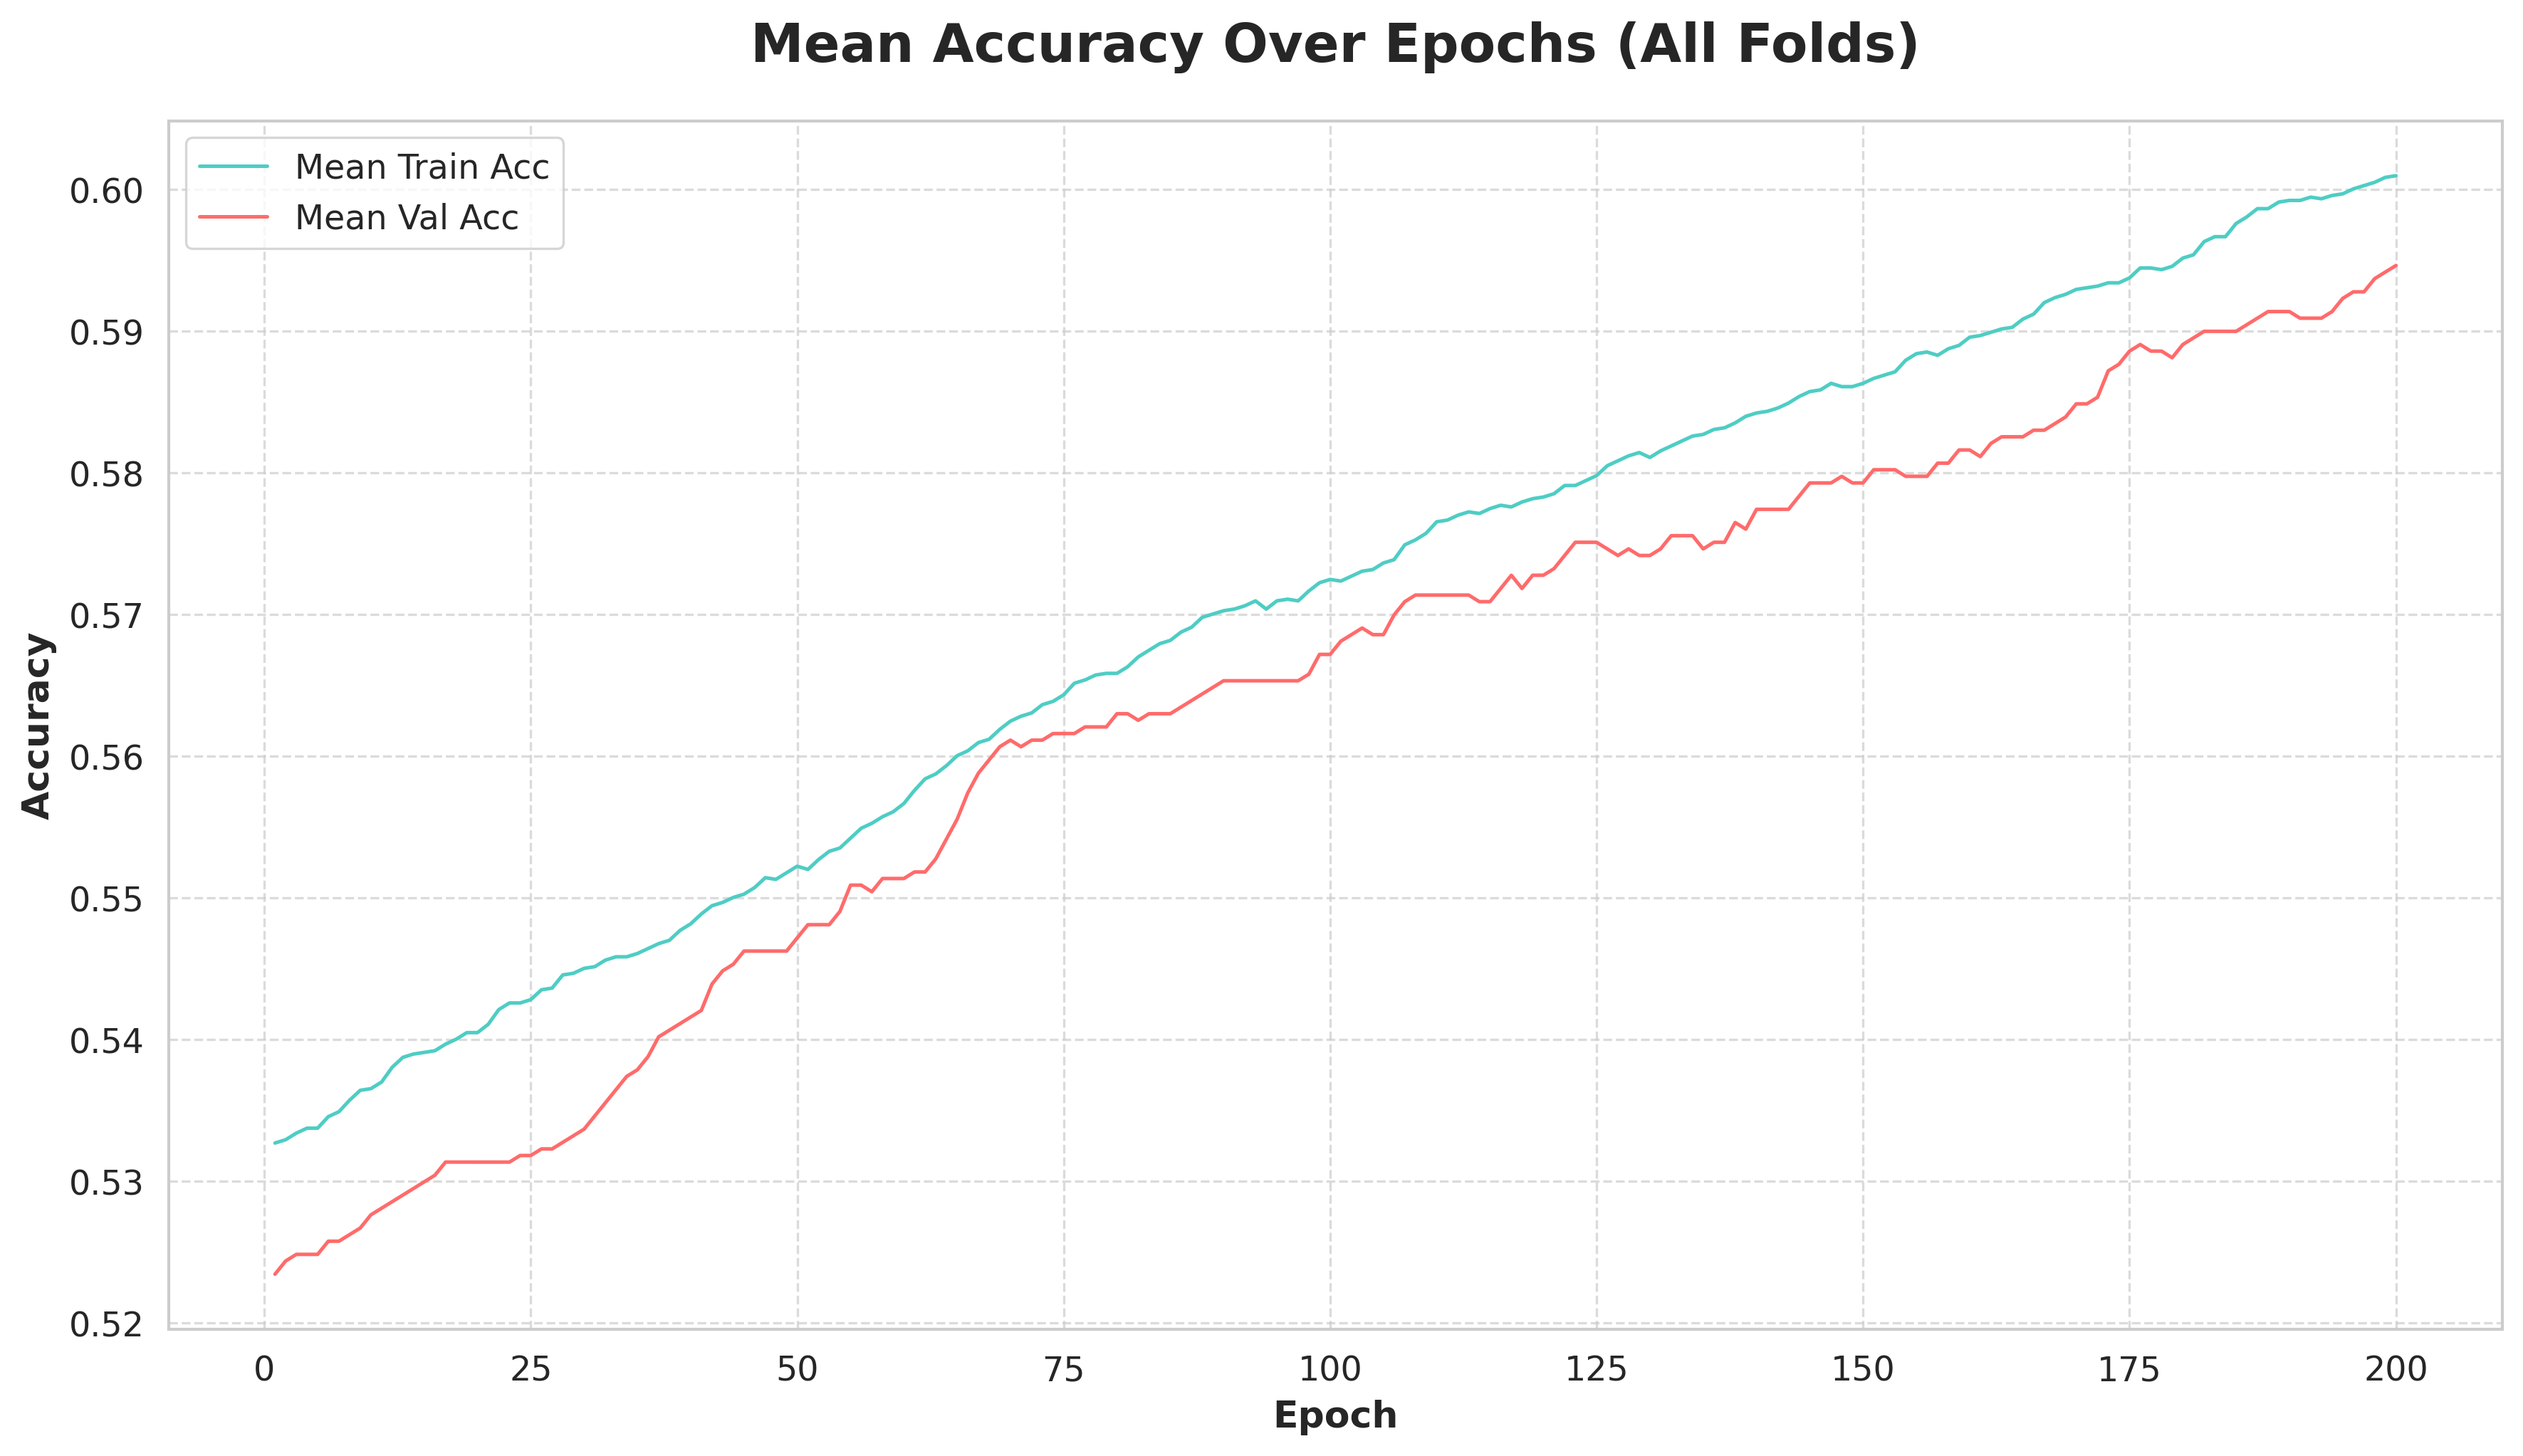 Mean Accuracy Over Epochs (All Folds)
Mean Train Acc
Mean Val Acc
0.60
0.59
0.58
0.57
0.56
0.55
0.54
0.53
0.52
Accuracy
0 25 50 75 100 125 150 175 200
Epoch